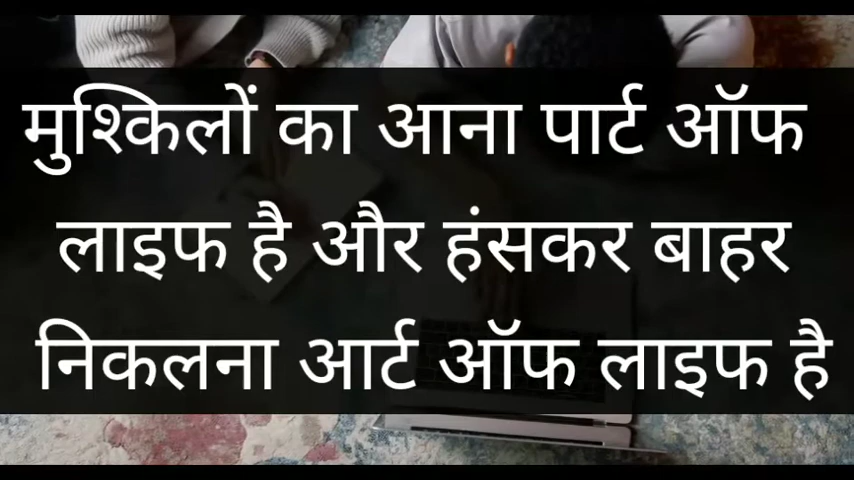 मुश्किलों का आना पार्ट ऑफ
लाइफ है और हंसकर बाहर
निकलना आर्ट ऑफ लाइफ है